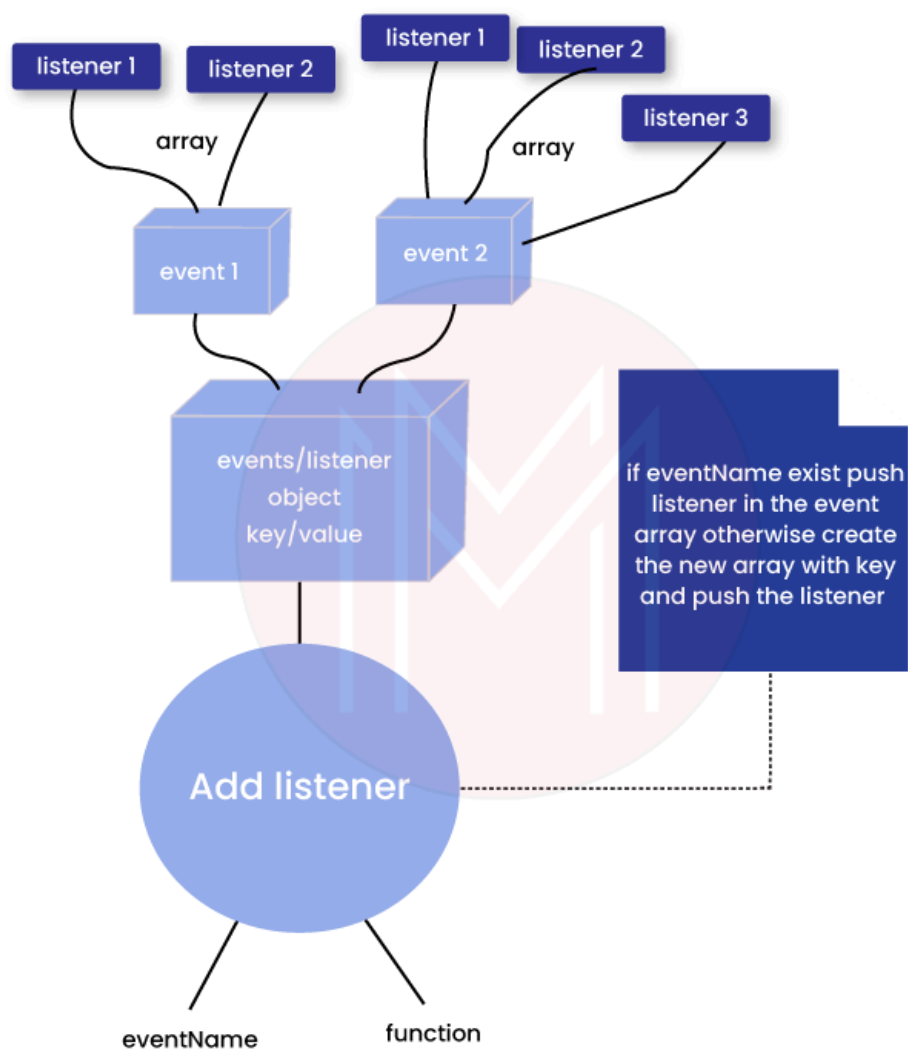 listener 1
listener 2
array
listener 1
listener 2
array
listener 3
event 1
event 2
events/listener
object
key/value
if eventName exist push
listener in the event
array otherwise create
the new array with key
and push the listener
Add listener
eventName
function